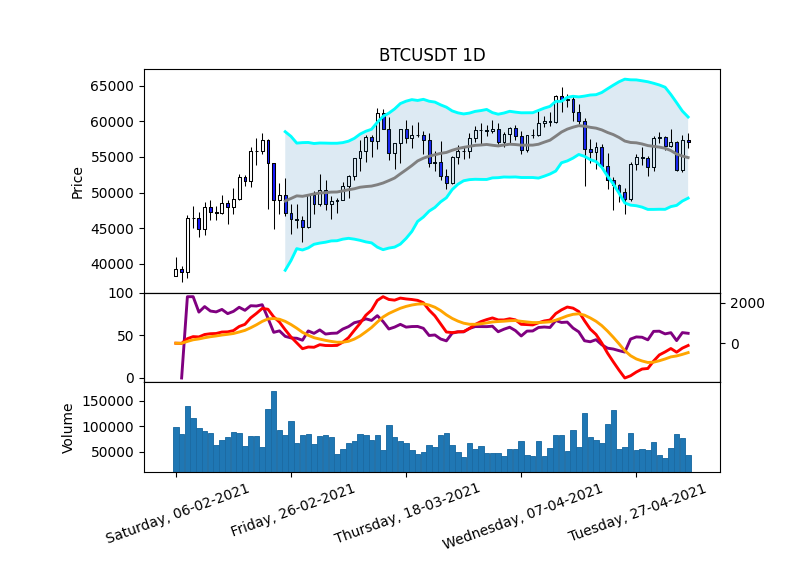 BTCUSDT 1D
65000
60000
55000
50000
45000
40000
Price
100
50
0
2000
0
150000
100000
50000
Volume
Saturday, 06-02-2021
Friday, 26-02-2021
Thursday, 18-03-2021
Wednesday, 07-04-2021
Tuesday, 27-04-2021